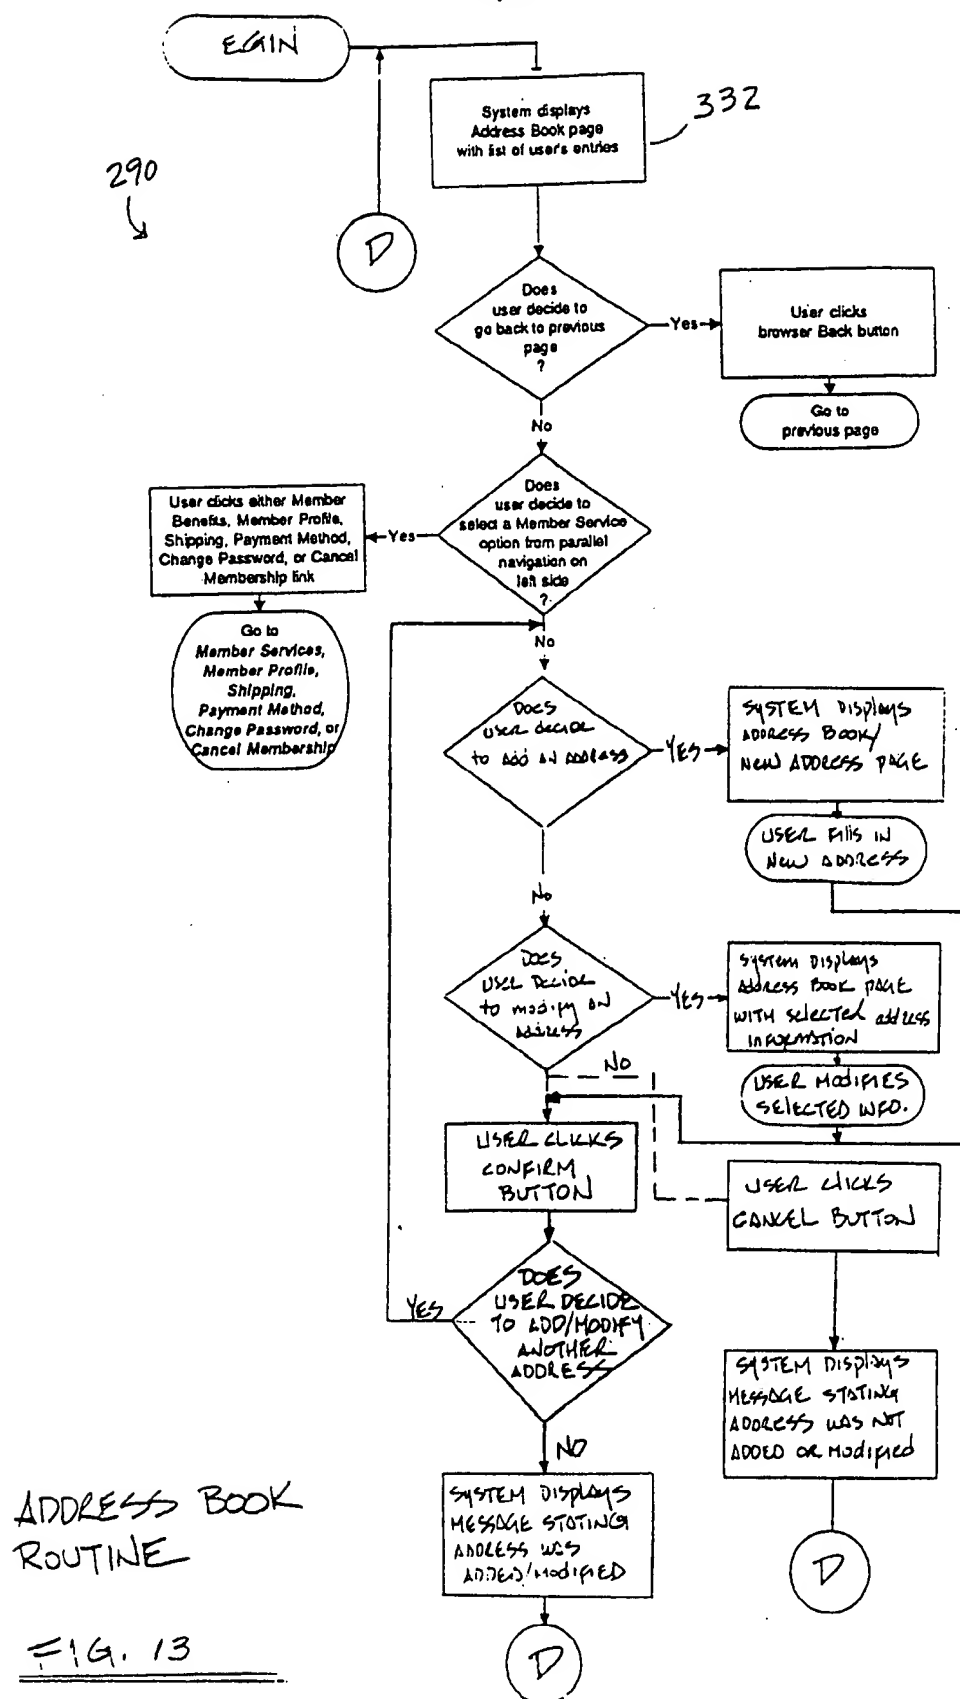 EGIN
System displays
Address Book page
with list of user's entries
332
290
D
Does
user decide to
go back to previous
page
?
Yes
User clicks
browser Back button
Go to
previous page
No
Does
user decide to
select a Member Service
option from parallel
navigation on
left side
?
Yes
User clicks either Member
Benefits, Member Profile,
Shipping, Payment Method,
Change Password, or Cancel
Membership link
Go to
Member Services,
Member Profile,
Shipping,
Payment Method,
Change Password, or
Cancel Membership
No
DOES
USER DECIDE
to ADD AN ADDRESS
YES
SYSTEM DISplays
ADDRESS BOOK/
NEW ADDRESS PAGE
USER Fills IN
NEW ADDRESS
No
DOES
USER DECIDE
to modify AN
ADDRESS
YES
System Displays
ADDRESS BOOK PAGE
WITH SELECTED address
INFORMATION
USER MODIFIES
SELECTED INFO.
NO
USER CLICKS
CONFIRM
BUTTON
USER CLICKS
CANCEL BUTTON
DOES
USER DECIDE
TO ADD/MODIFY
ANOTHER
ADDRESS
YES
NO
SYSTEM DISplays
MESSAGE STATING
ADDRESS WAS NOT
ADDED OR Modified
D
SYSTEM DISplays
MESSAGE STATING
ADDRESS WAS
ADDED/MODIFIED
D
ADDRESS BOOK
ROUTINE
FIG. 13